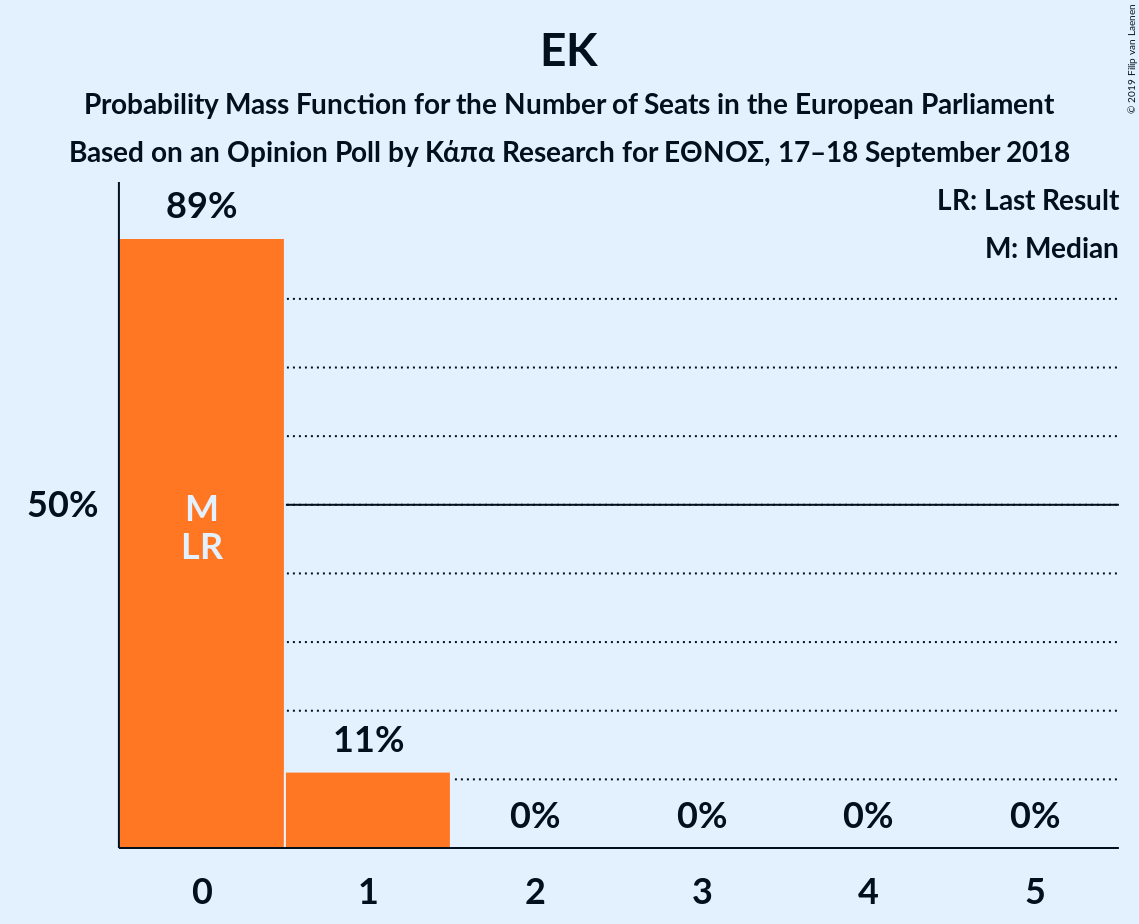 EK
Probability Mass Function for the Number of Seats in the European Parliament
Based on an Opinion Poll by Κάπα Research for ΕΘΝΟΣ, 17–18 September 2018
© 2019 Filip van Laenen
LR: Last Result
M: Median
89%
50%
M
LR
11%
0% 0% 0% 0%
0 1 2 3 4 5